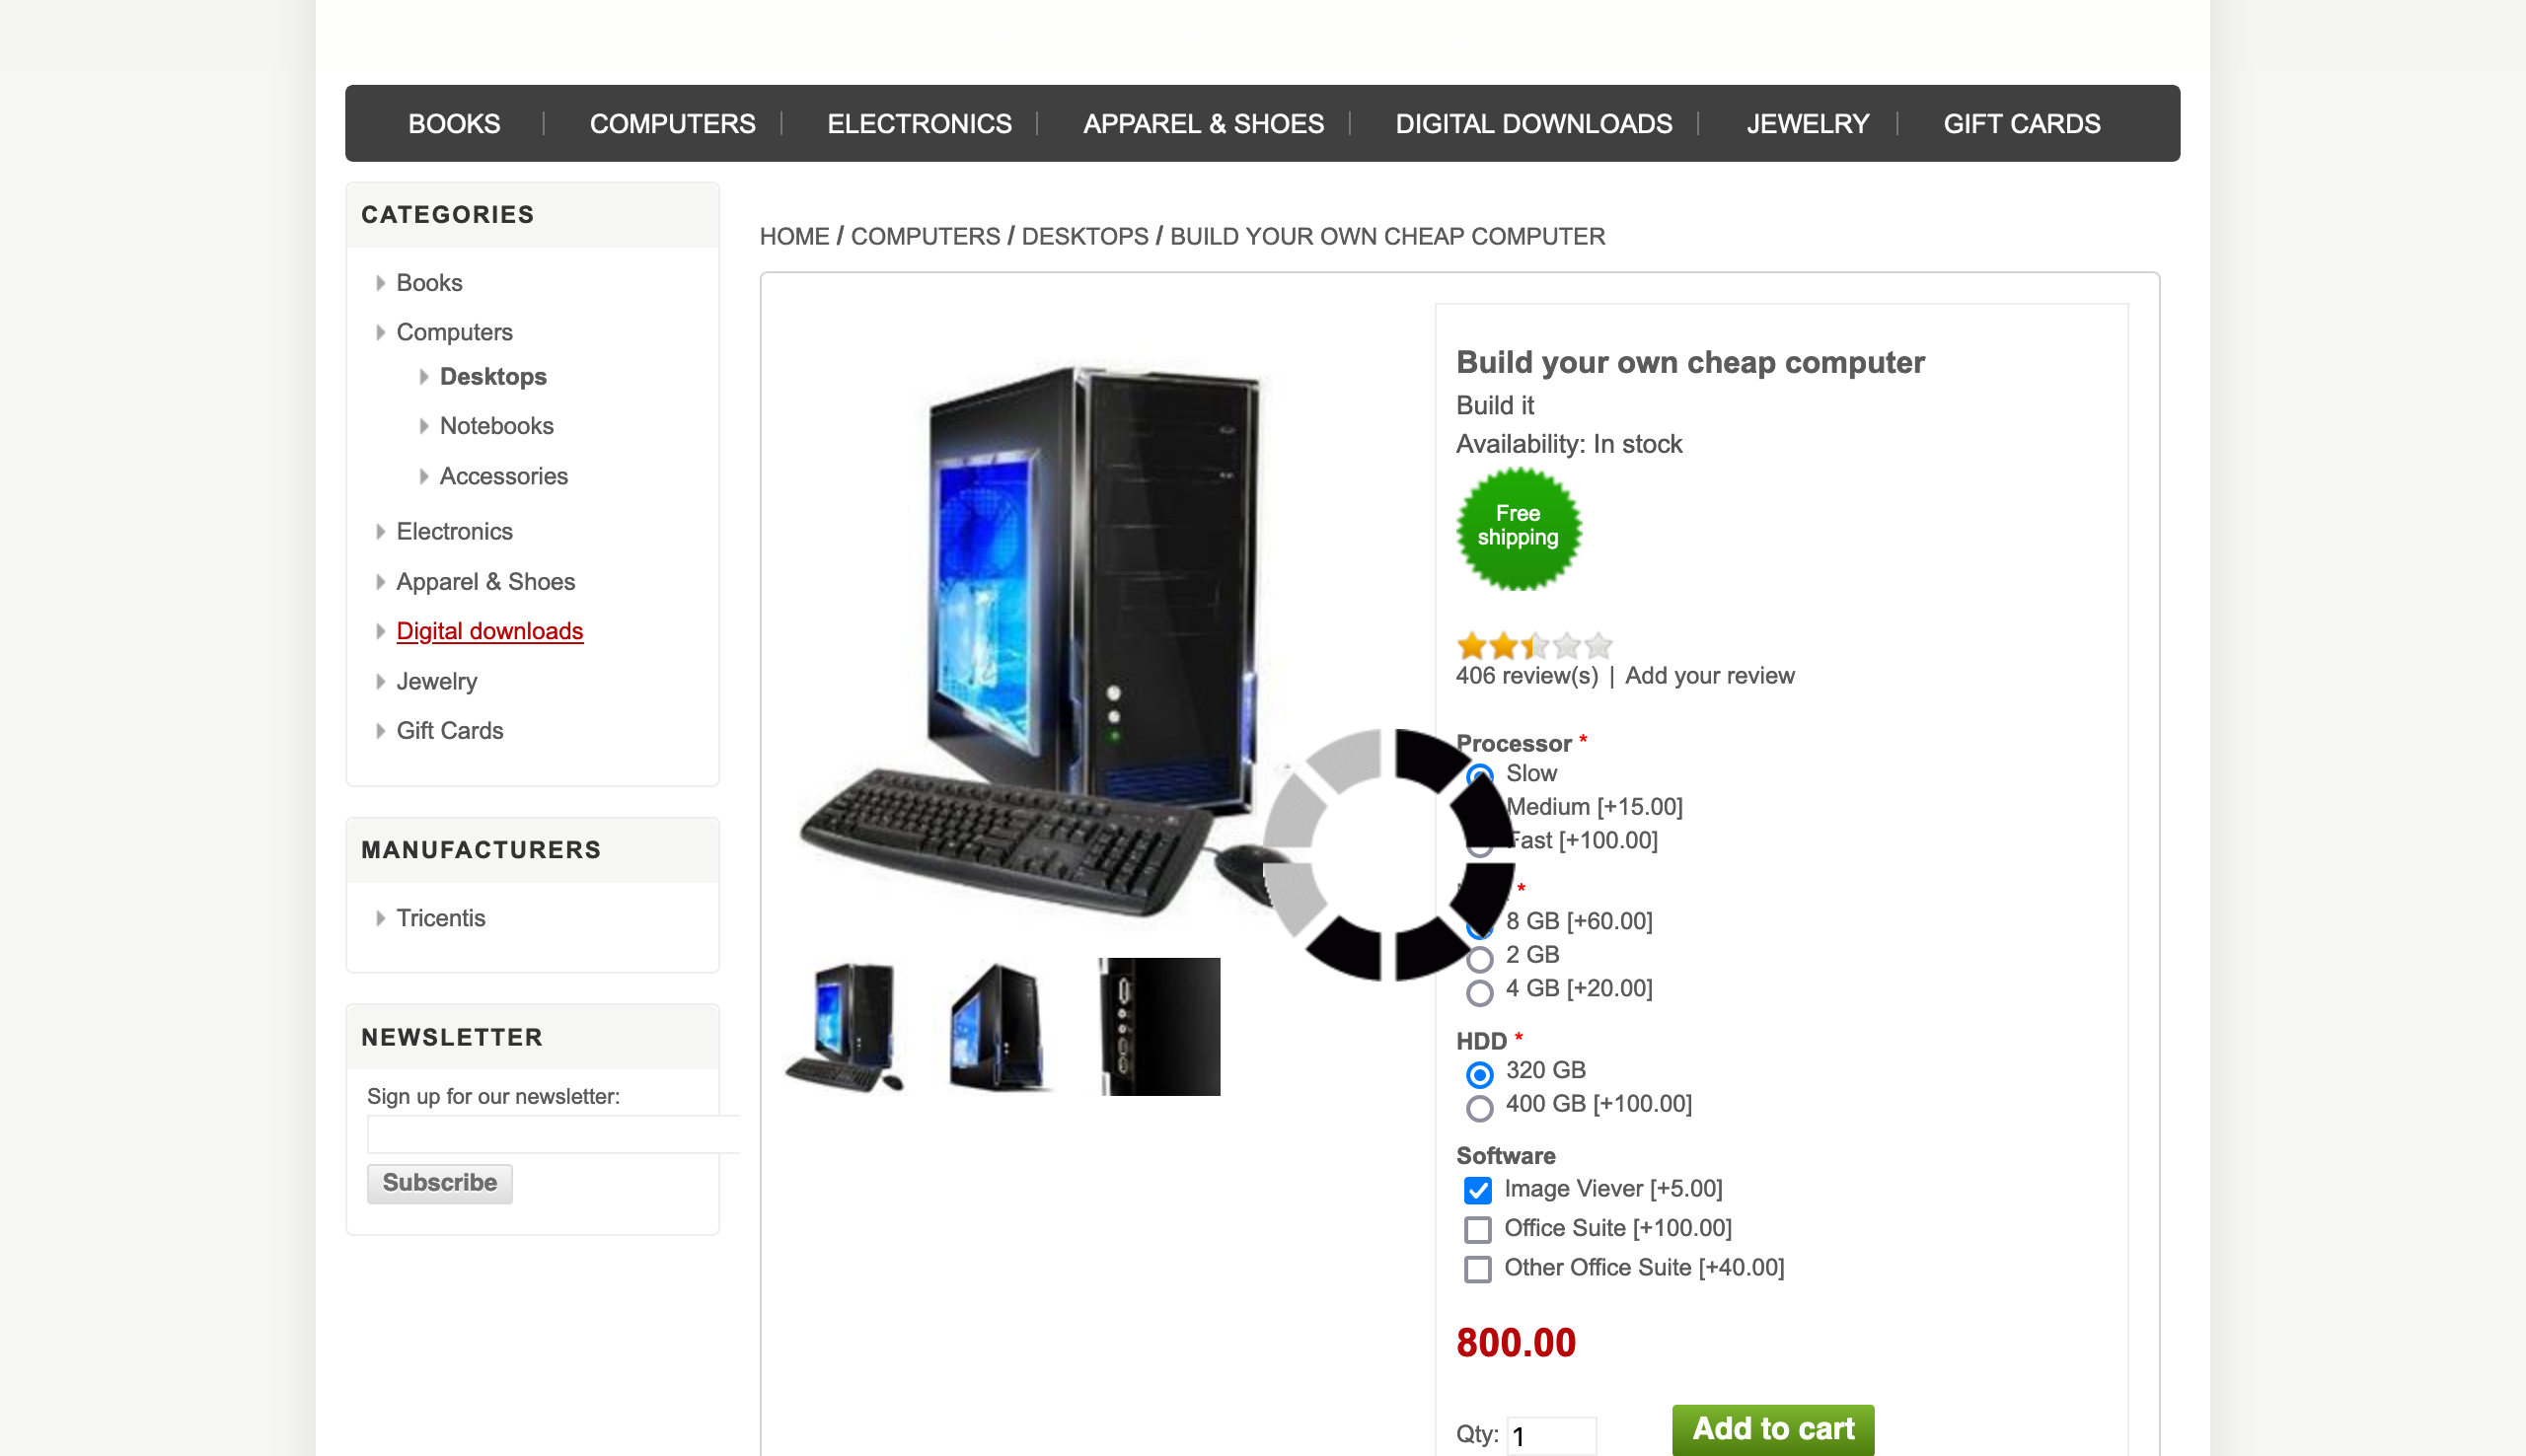 BOOKS COMPUTERS ELECTRONICS APPAREL & SHOES DIGITAL DOWNLOADS JEWELRY GIFT CARDS
CATEGORIES
Books
Computers
Desktops
Notebooks
Accessories
Electronics
Apparel & Shoes
Digital downloads
Jewelry
Gift Cards
MANUFACTURERS
Tricentis
NEWSLETTER
Sign up for our newsletter:
Subscribe
HOME / COMPUTERS / DESKTOPS / BUILD YOUR OWN CHEAP COMPUTER
Build your own cheap computer
Build it
Availability: In stock
Free
shipping
406 review(s) | Add your review
Processor *
Slow
Medium [+15.00]
Fast [+100.00]
*
8 GB [+60.00]
2 GB
4 GB [+20.00]
HDD *
320 GB
400 GB [+100.00]
Software
Image Viever [+5.00]
Office Suite [+100.00]
Other Office Suite [+40.00]
800.00
Qty: 1 Add to cart